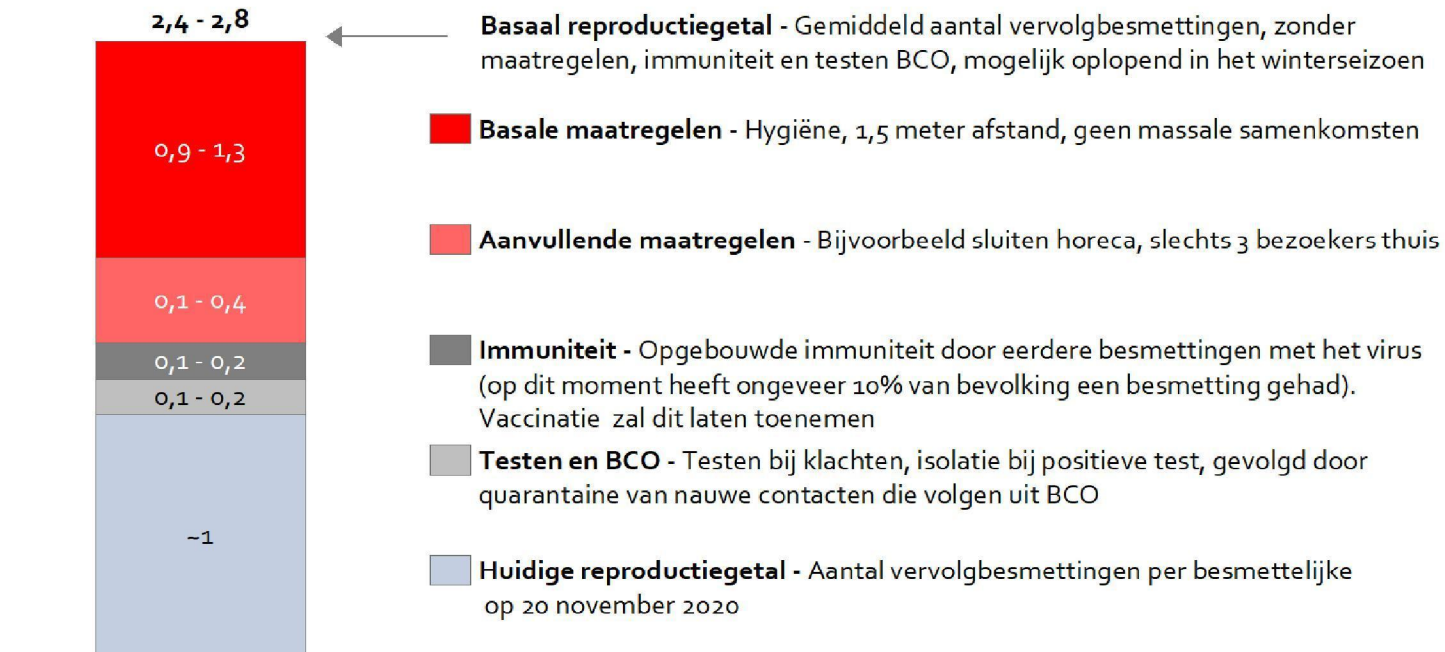 2,4 - 2,8
Basaal reproductiegetal - Gemiddeld aantal vervolgbesmettingen, zonder
maatregelen, immuniteit en testen BCO, mogelijk oplopend in het winterseizoen
0,9 - 1,3
Basale maatregelen - Hygiëne, 1,5 meter afstand, geen massale samenkomsten
0,1 - 0,4
Aanvullende maatregelen - Bijvoorbeeld sluiten horeca, slechts 3 bezoekers thuis
0,1 - 0,2
Immuniteit - Opgebouwde immuniteit door eerdere besmettingen met het virus
(op dit moment heeft ongeveer 10% van bevolking een besmetting gehad).
Vaccinatie zal dit laten toenemen
0,1 - 0,2
Testen en BCO - Testen bij klachten, isolatie bij positieve test, gevolgd door
quarantaine van nauwe contacten die volgen uit BCO
~1
Huidige reproductiegetal - Aantal vervolgbesmettingen per besmettelijke
op 20 november 2020